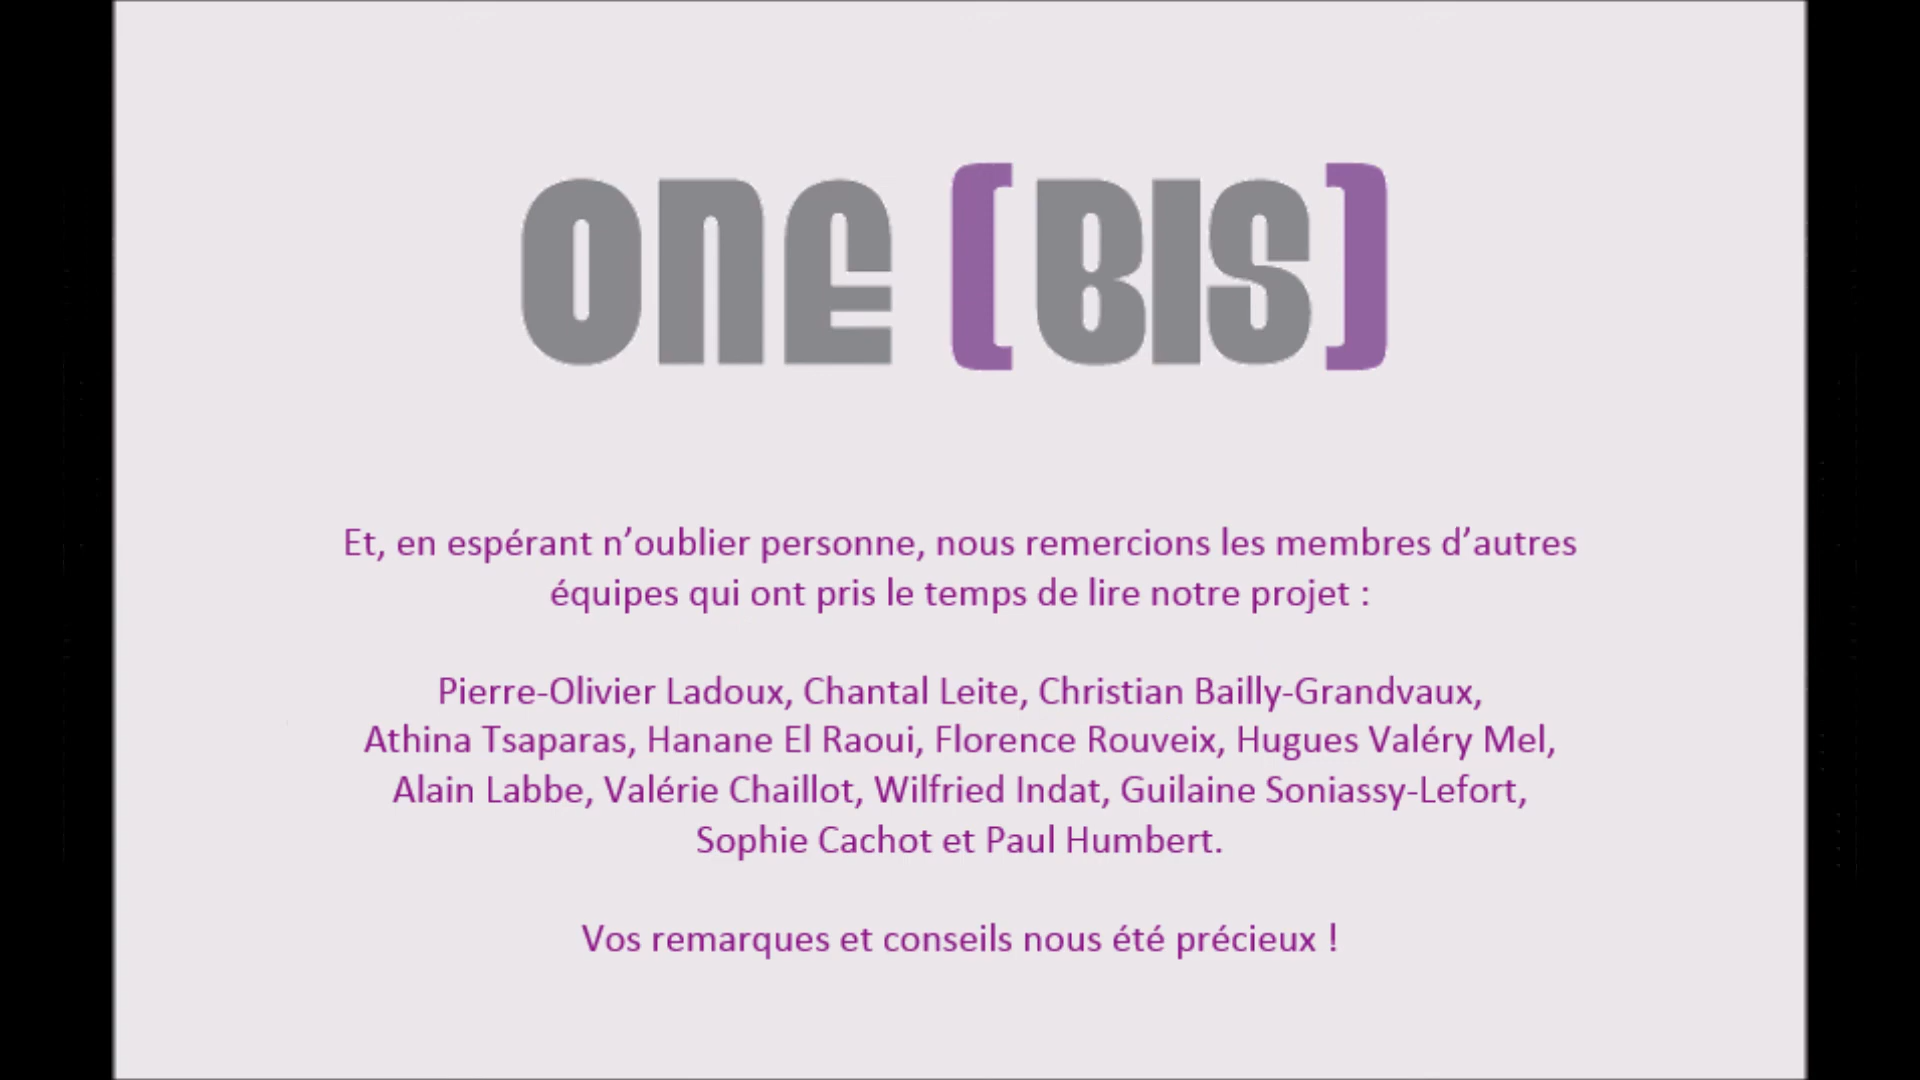 ONE (BIS)
Et, en espérant n’oublier personne, nous remercions les membres d’autres
équipes qui ont pris le temps de lire notre projet :
Pierre-Olivier Ladoux, Chantal Leite, Christian Bailly-Grandvaux,
Athina Tsaparas, Hanane El Raoui, Florence Rouveix, Hugues Valéry Mel,
Alain Labbe, Valérie Chaillot, Wilfried Indat, Guilaine Soniassy-Lefort,
Sophie Cachot et Paul Humbert.
Vos remarques et conseils nous été précieux !